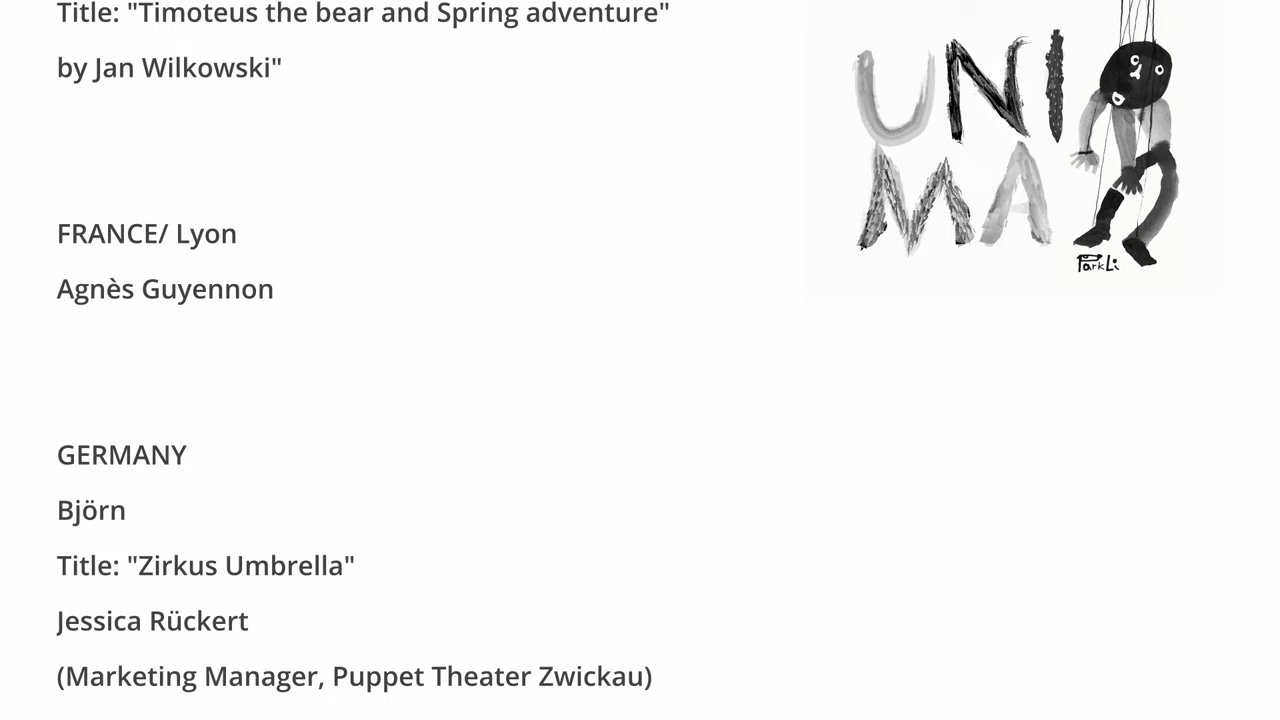 Title: "Timoteus the bear and Spring adventure"
by Jan Wilkowski"
FRANCE/ Lyon
Agnès Guyennon
GERMANY
Björn
Title: "Zirkus Umbrella"
Jessica Rückert
(Marketing Manager, Puppet Theater Zwickau)
UNI
MA
ParkLi